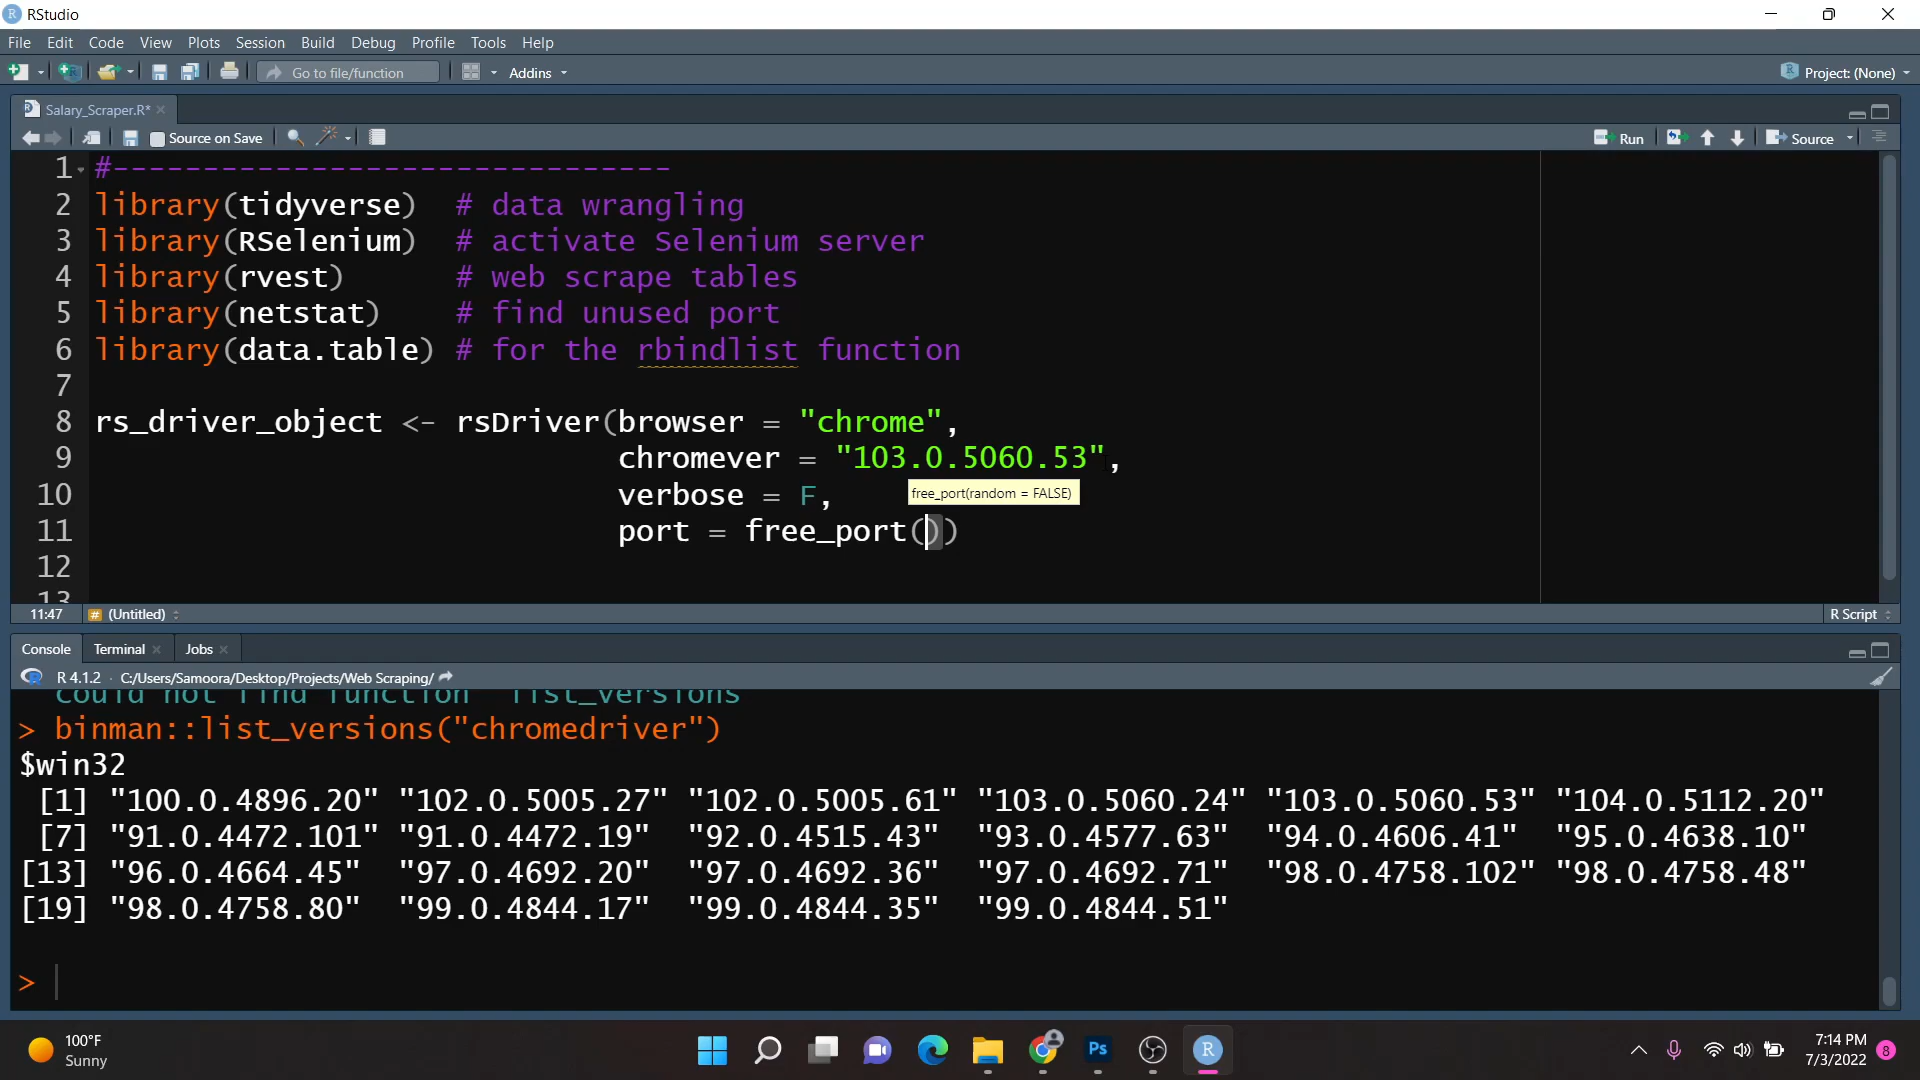 RStudio
File Edit Code View Plots Session Build Debug Profile Tools Help
Go to file/function Addins Project: (None)
Salary_Scraper.R*
Source on Save Run Source
1 #-------------------------------
2 library(tidyverse)  # data wrangling
3 library(RSelenium)  # activate Selenium server
4 library(rvest)      # web scrape tables
5 library(netstat)    # find unused port
6 library(data.table) # for the rbindlist function
7
8 rs_driver_object <- rsDriver(browser = "chrome",
9 chromever = "103.0.5060.53",
10 verbose = F,
free_port(random = FALSE)
11 port = free_port())
12
13
11:47 # (Untitled) R Script
Console Terminal Jobs
R R 4.1.2 · C:/Users/Samoora/Desktop/Projects/Web Scraping/
could not find function "list_versions"
> binman::list_versions("chromedriver")
$win32
[1] "100.0.4896.20" "102.0.5005.27" "102.0.5005.61" "103.0.5060.24" "103.0.5060.53" "104.0.5112.20"
[7] "91.0.4472.101" "91.0.4472.19" "92.0.4515.43" "93.0.4577.63" "94.0.4606.41" "95.0.4638.10"
[13] "96.0.4664.45" "97.0.4692.20" "97.0.4692.36" "97.0.4692.71" "98.0.4758.102" "98.0.4758.48"
[19] "98.0.4758.80" "99.0.4844.17" "99.0.4844.35" "99.0.4844.51"
>
100°F
Sunny
Ps
R
7:14 PM
7/3/2022
8